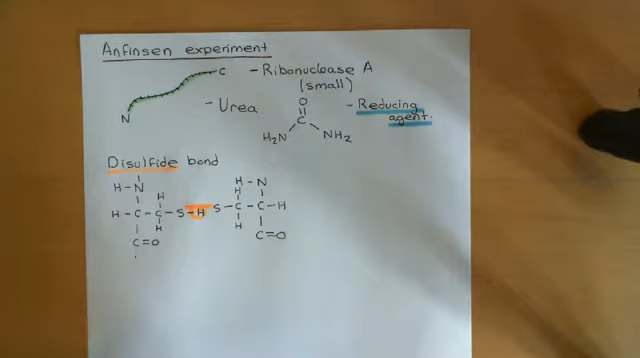 Anfinsen experiment
C - Ribonuclease A
(small)
- Urea
- Reducing
agent.
N
O
C
H₂N NH₂
Disulfide bond
H-N H-N
H H
H-C-C-S-H S-C-C-H
H H
C=O C=O